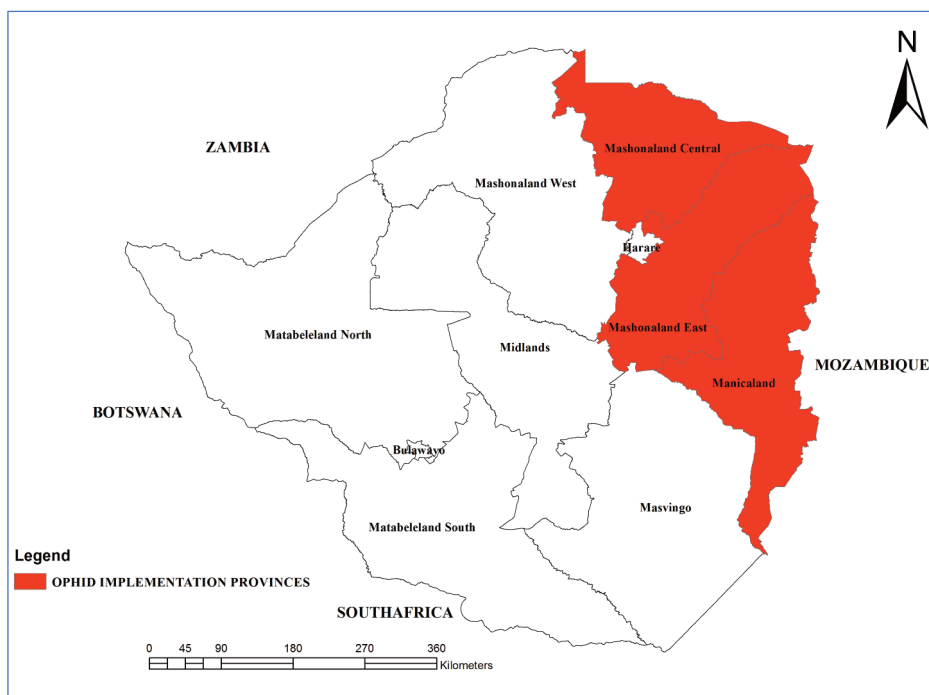 N
ZAMBIA
Mashonaland Central
Mashonaland West
Harare
Matabeleland North
Mashonaland East
Midlands
MOZAMBIQUE
Manicaland
BOTSWANA
Bulawayo
Masvingo
Matabeleland South
Legend
OPHID IMPLEMENTATION PROVINCES
SOUTHAFRICA
0 45 90 180 270 360
Kilometers